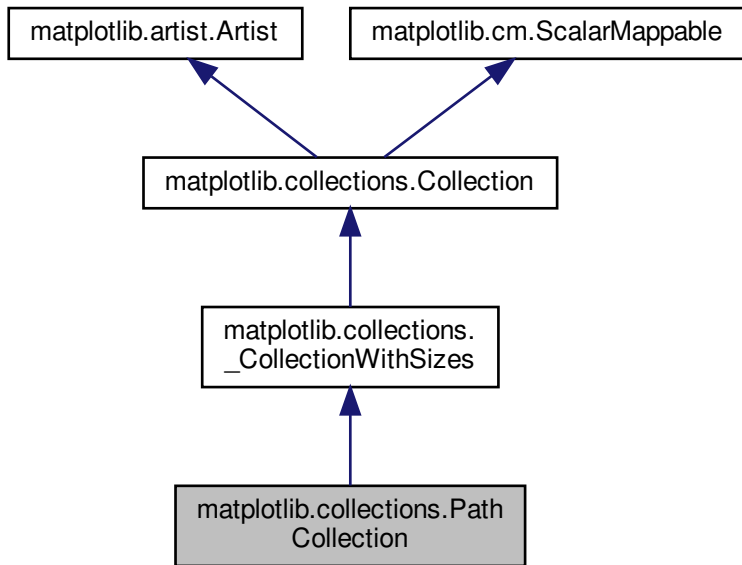 matplotlib.artist.Artist
matplotlib.cm.ScalarMappable
matplotlib.collections.Collection
matplotlib.collections.
_CollectionWithSizes
matplotlib.collections.Path
Collection